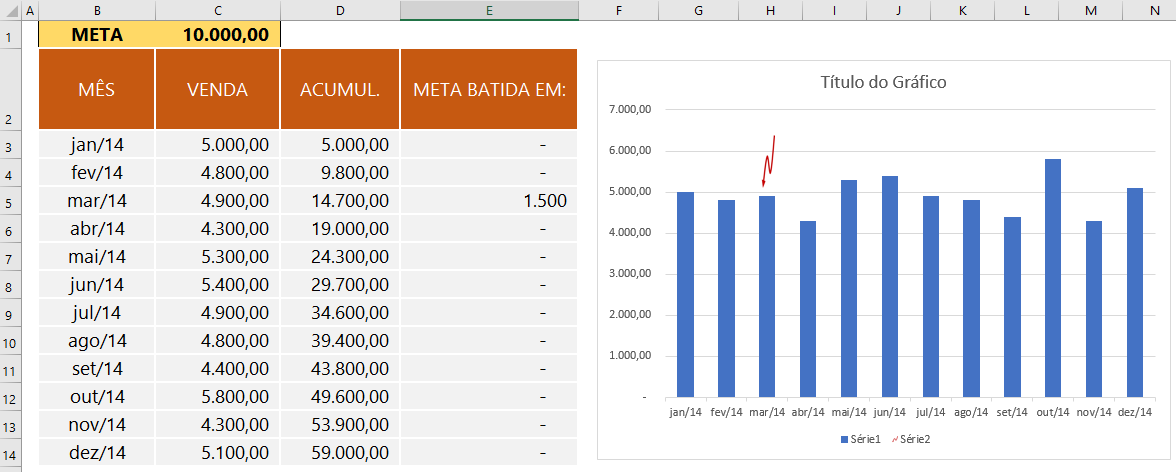 A B C D E F G H I J K L M N
1 META 10.000,00
2 MÊS VENDA ACUMUL. META BATIDA EM:
3 jan/14 5.000,00 5.000,00 -
4 fev/14 4.800,00 9.800,00 -
5 mar/14 4.900,00 14.700,00 1.500
6 abr/14 4.300,00 19.000,00 -
7 mai/14 5.300,00 24.300,00 -
8 jun/14 5.400,00 29.700,00 -
9 jul/14 4.900,00 34.600,00 -
10 ago/14 4.800,00 39.400,00 -
11 set/14 4.400,00 43.800,00 -
12 out/14 5.800,00 49.600,00 -
13 nov/14 4.300,00 53.900,00 -
14 dez/14 5.100,00 59.000,00 -
Título do Gráfico
7.000,00
6.000,00
5.000,00
4.000,00
3.000,00
2.000,00
1.000,00
-
jan/14 fev/14 mar/14 abr/14 mai/14 jun/14 jul/14 ago/14 set/14 out/14 nov/14 dez/14
Série1 Série2